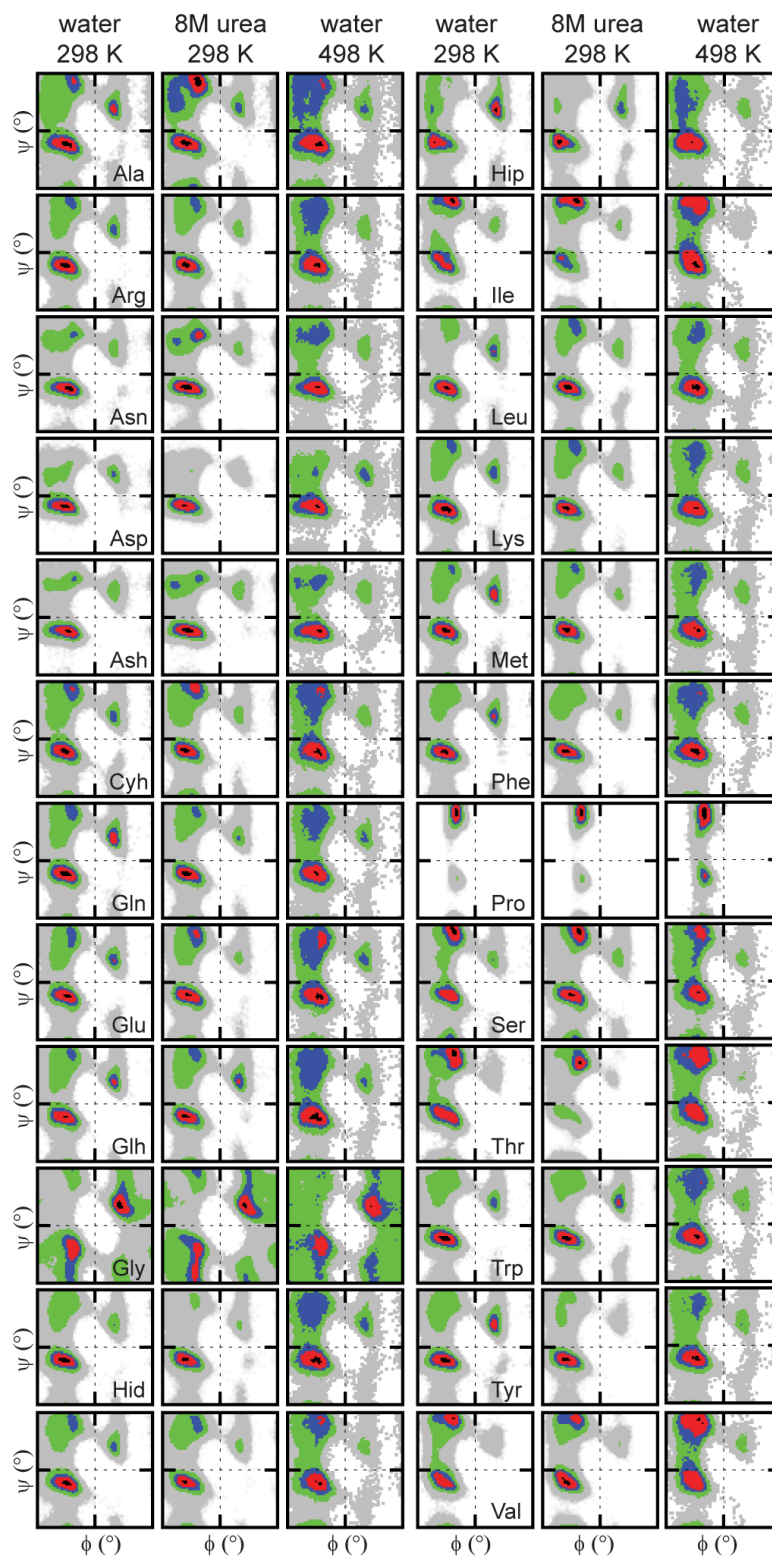 water 8M urea water water 8M urea water
298 K 298 K 498 K 298 K 298 K 498 K
ψ (°) Ala Hip
ψ (°) Arg Ile
ψ (°) Asn Leu
ψ (°) Asp Lys
ψ (°) Ash Met
ψ (°) Cyh Phe
ψ (°) Gln Pro
ψ (°) Glu Ser
ψ (°) Glh Thr
ψ (°) Gly Trp
ψ (°) Hid Tyr
ψ (°) Val
ϕ (°) ϕ (°) ϕ (°) ϕ (°) ϕ (°) ϕ (°)